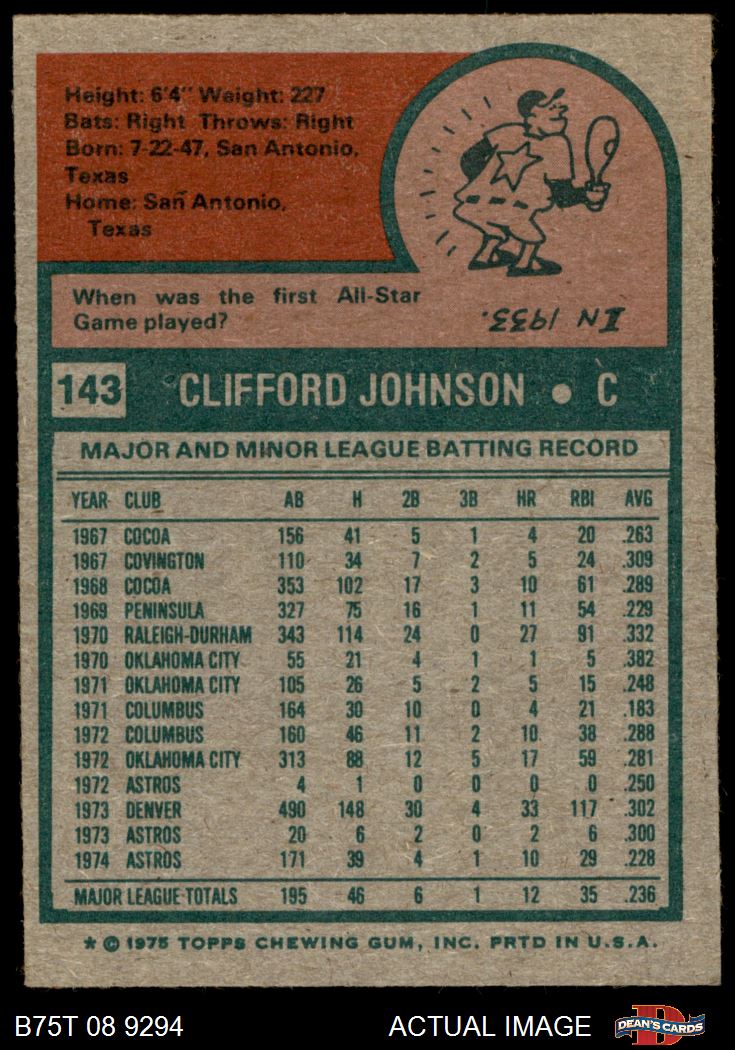 Height: 6'4" Weight: 227
Bats: Right Throws: Right
Born: 7-22-47, San Antonio,
Texas
Home: San Antonio,
Texas
When was the first All-Star
Game played?
IN 1933.
143 CLIFFORD JOHNSON • C
MAJOR AND MINOR LEAGUE BATTING RECORD
YEAR CLUB AB H 2B 3B HR RBI AVG
1967 COCOA 156 41 5 1 4 20 .263
1967 COVINGTON 110 34 7 2 5 24 .309
1968 COCOA 353 102 17 3 10 61 .289
1969 PENINSULA 327 75 16 1 11 54 .229
1970 RALEIGH-DURHAM 343 114 24 0 27 91 .332
1970 OKLAHOMA CITY 55 21 4 1 1 5 .382
1971 OKLAHOMA CITY 105 26 5 2 5 15 .248
1971 COLUMBUS 164 30 10 0 4 21 .183
1972 COLUMBUS 160 46 11 2 10 38 .288
1972 OKLAHOMA CITY 313 88 12 5 17 59 .281
1972 ASTROS 4 1 0 0 0 0 .250
1973 DENVER 490 148 30 4 33 117 .302
1973 ASTROS 20 6 2 0 2 6 .300
1974 ASTROS 171 39 4 1 10 29 .228
MAJOR LEAGUE TOTALS 195 46 6 1 12 35 .236
* © 1975 TOPPS CHEWING GUM, INC. PRTD IN U.S.A.
B75T 08 9294 ACTUAL IMAGE DEAN'S CARDS